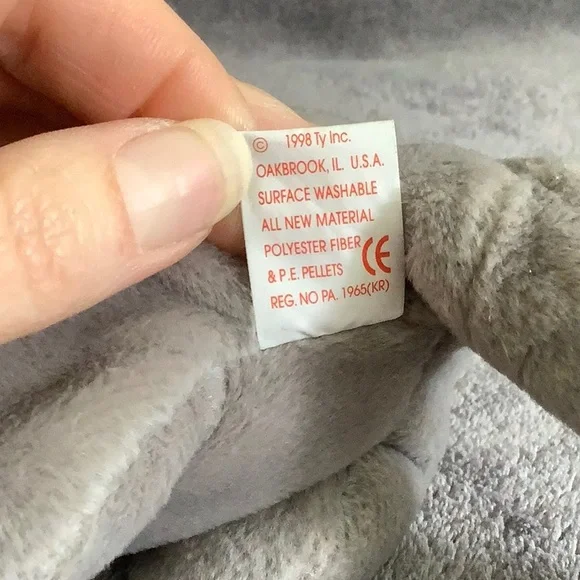 © 1998 Ty Inc.
OAKBROOK, IL. U.S.A.
SURFACE WASHABLE
ALL NEW MATERIAL
POLYESTER FIBER
& P.E. PELLETS CE
REG. NO PA. 1965(KR)